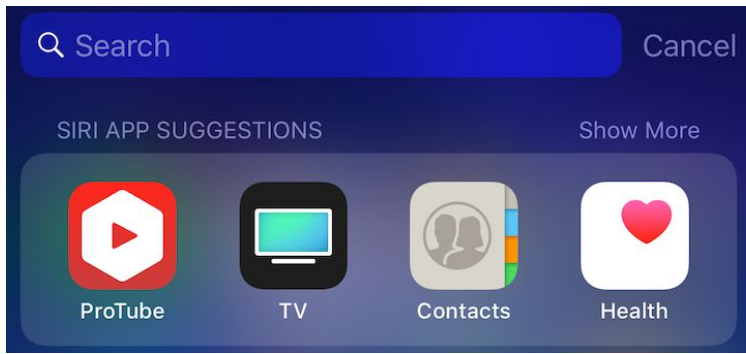 Search Cancel
SIRI APP SUGGESTIONS Show More
ProTube TV Contacts Health